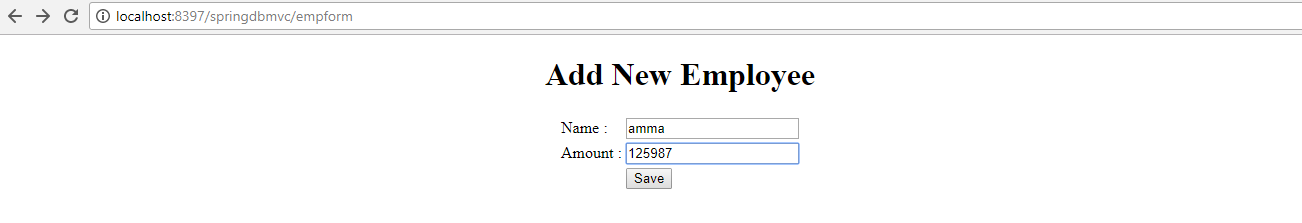 localhost:8397/springdbmvc/empform
Add New Employee
Name : amma
Amount : 125987
Save